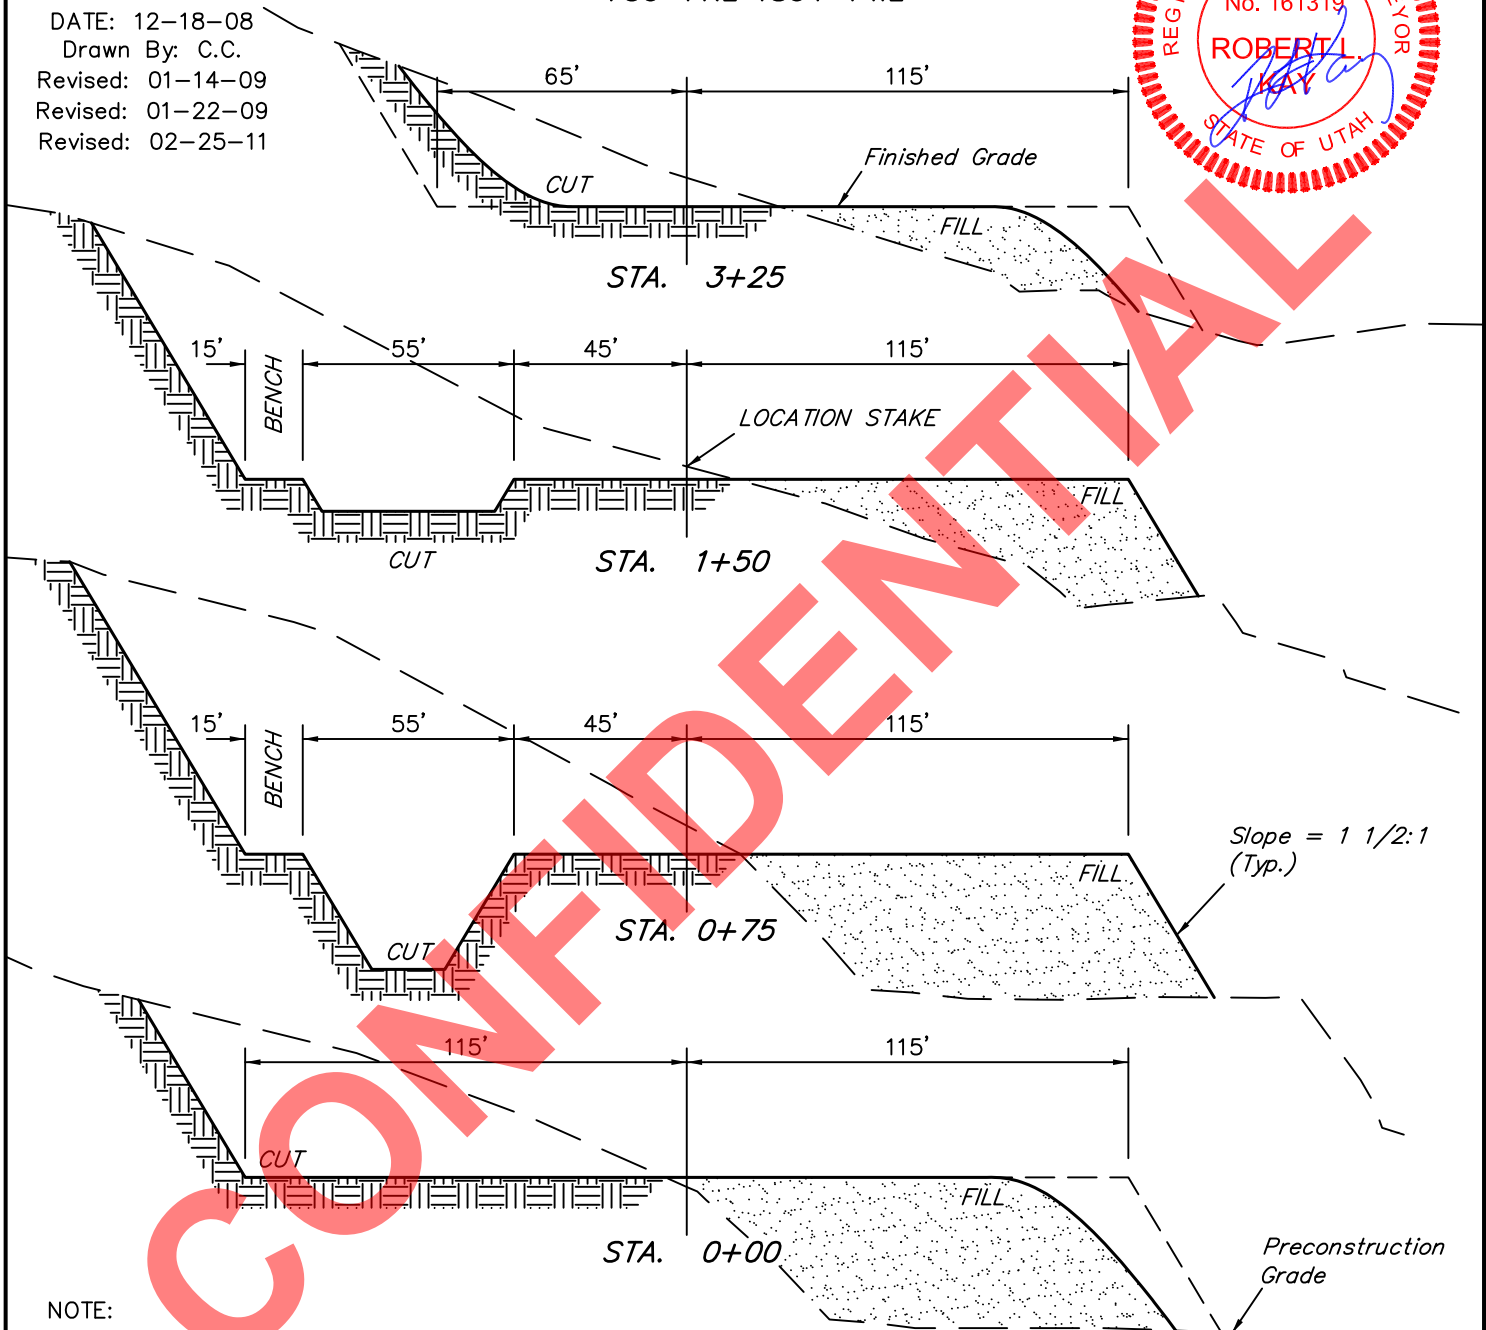 DATE: 12-18-08
Drawn By: C.C.
Revised: 01-14-09
Revised: 01-22-09
Revised: 02-25-11
No. 161319
ROBERT L.
KAY
STATE OF UTAH
65' 115'
Finished Grade
CUT
FILL
STA. 3+25
15' 55' 45' 115'
BENCH
LOCATION STAKE
FILL
CUT
STA. 1+50
15' 55' 45' 115'
BENCH
Slope = 1 1/2:1
(Typ.)
FILL
CUT
STA. 0+75
115' 115'
CUT
FILL
STA. 0+00
Preconstruction
Grade
NOTE:
CONFIDENTIAL